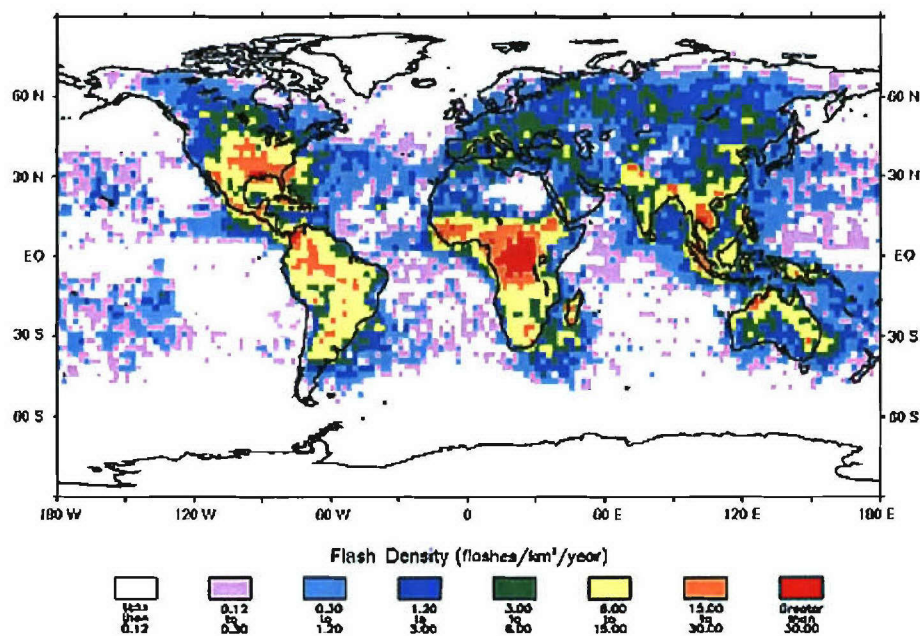 60 N
60 N
30 N
30 N
EQ
EQ
30 S
30 S
60 S
60 S
180 W
120 W
60 W
0
60 E
120 E
180 E
Flash Density (flashes/km²/year)
Less
than
0.12
0.12
to
0.30
0.30
to
1.20
1.20
to
3.00
3.00
to
6.00
6.00
to
15.00
15.00
to
30.00
Greater
than
30.00